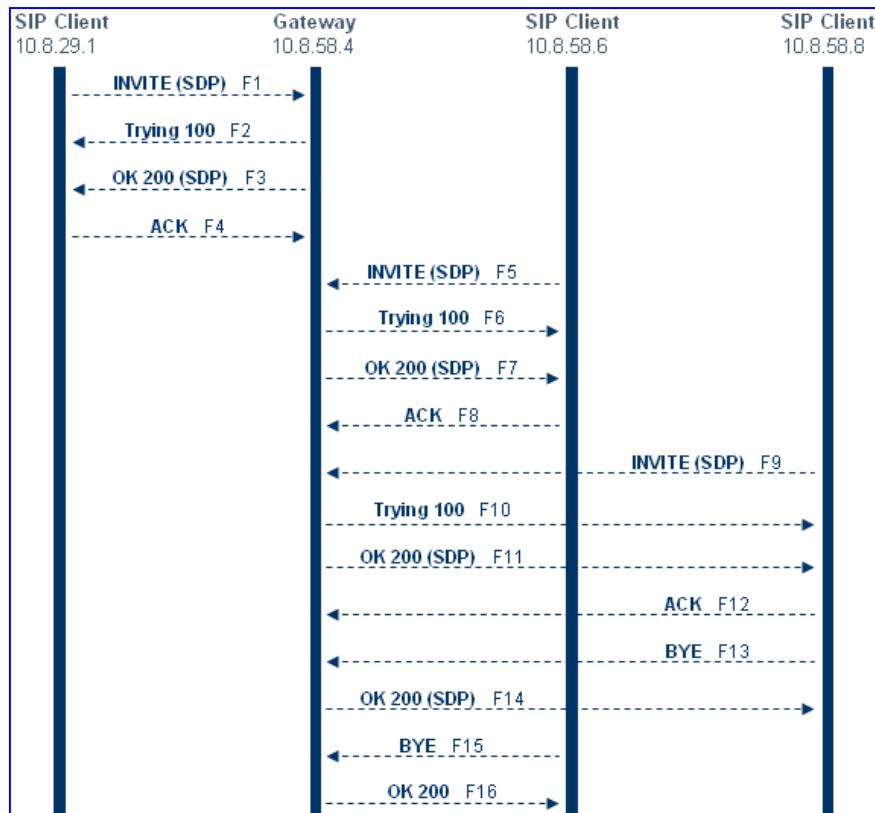 SIP Client Gateway SIP Client SIP Client
10.8.29.1 10.8.58.4 10.8.58.6 10.8.58.8
INVITE (SDP) F1
Trying 100 F2
OK 200 (SDP) F3
ACK F4
INVITE (SDP) F5
Trying 100 F6
OK 200 (SDP) F7
ACK F8
INVITE (SDP) F9
Trying 100 F10
OK 200 (SDP) F11
ACK F12
BYE F13
OK 200 (SDP) F14
BYE F15
OK 200 F16